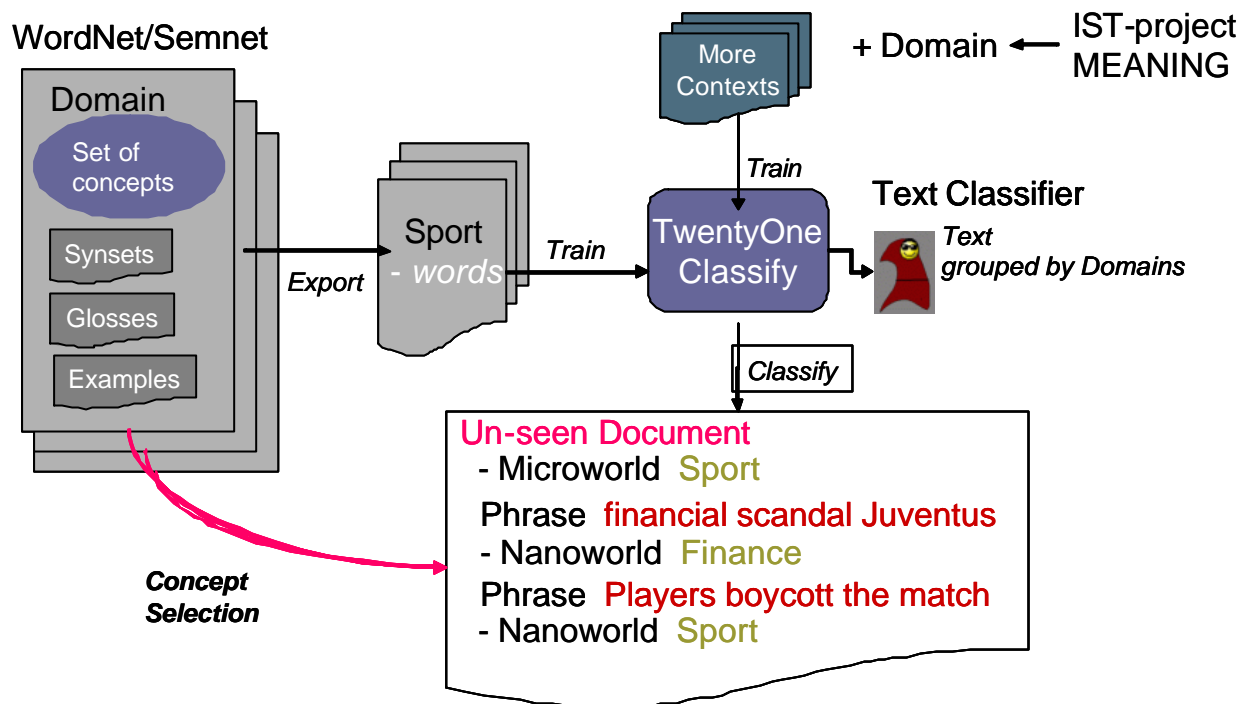 WordNet/Semnet
Domain
Set of
concepts
Synsets
Glosses
Examples
Export
Sport
- words
Train
More
Contexts
+ Domain
IST-project
MEANING
Train
TwentyOne
Classify
Text Classifier
Text
grouped by Domains
Classify
Concept
Selection
Un-seen Document
- Microworld Sport
Phrase financial scandal Juventus
- Nanoworld Finance
Phrase Players boycott the match
- Nanoworld Sport